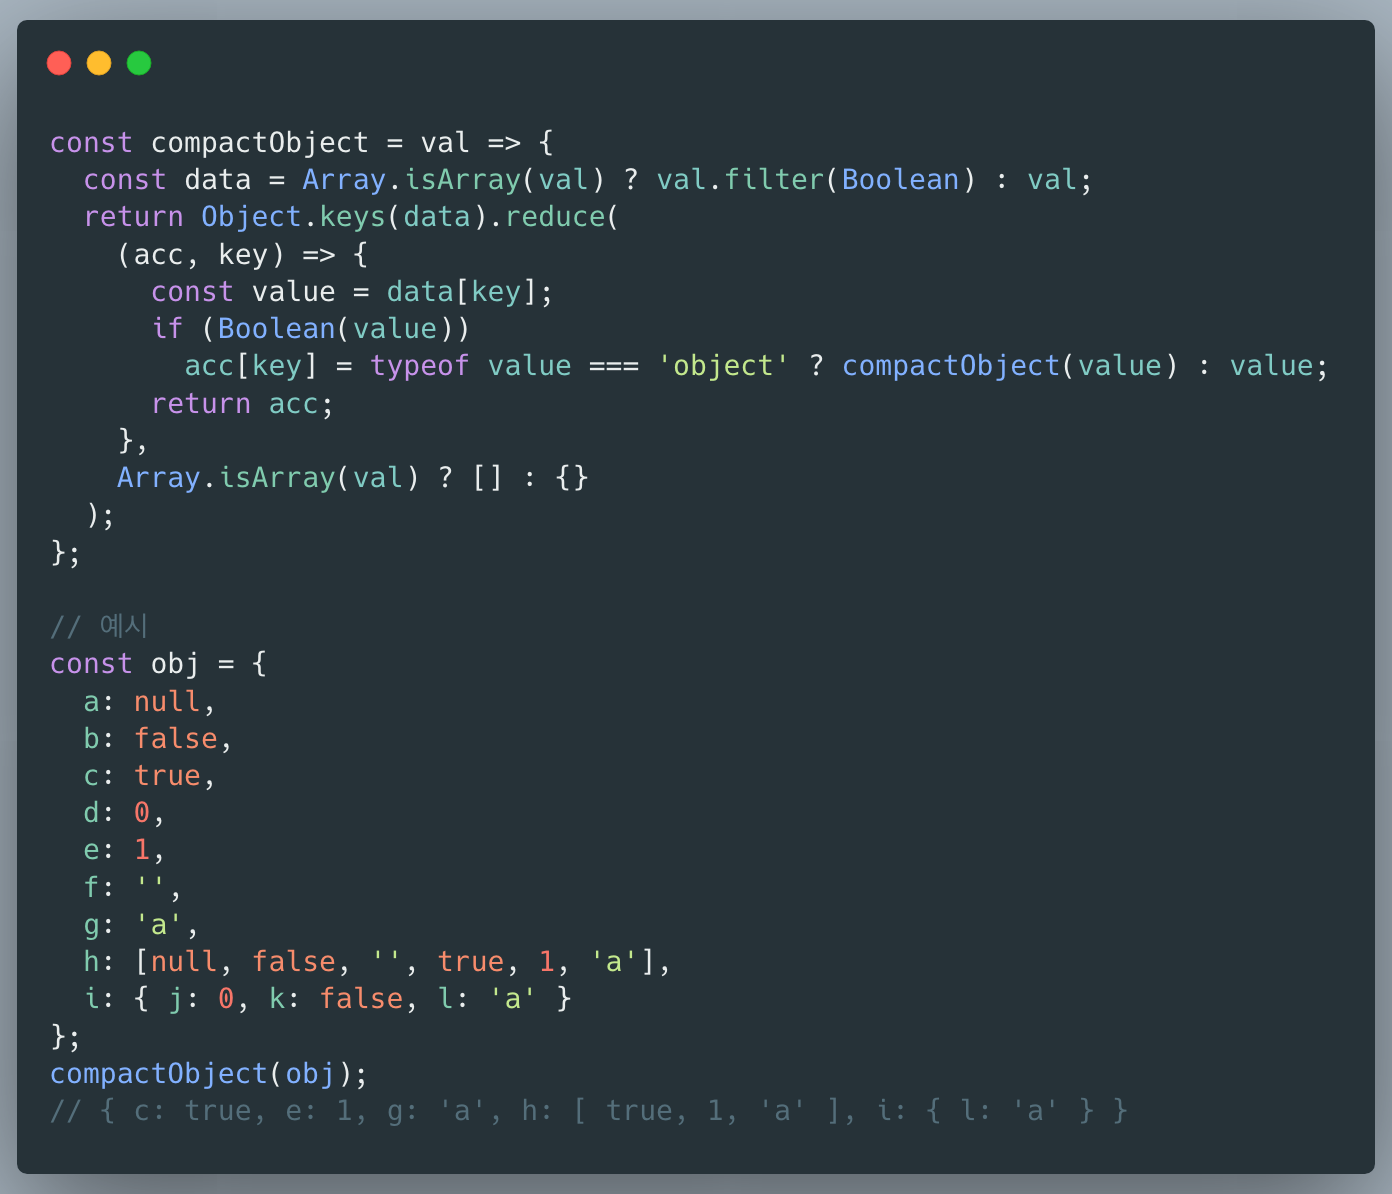 const compactObject = val => {
  const data = Array.isArray(val) ? val.filter(Boolean) : val;
  return Object.keys(data).reduce(
    (acc, key) => {
      const value = data[key];
      if (Boolean(value))
        acc[key] = typeof value === 'object' ? compactObject(value) : value;
      return acc;
    },
    Array.isArray(val) ? [] : {}
  );
};

// 예시
const obj = {
  a: null,
  b: false,
  c: true,
  d: 0,
  e: 1,
  f: '',
  g: 'a',
  h: [null, false, '', true, 1, 'a'],
  i: { j: 0, k: false, l: 'a' }
};
compactObject(obj);
// { c: true, e: 1, g: 'a', h: [ true, 1, 'a' ], i: { l: 'a' } }